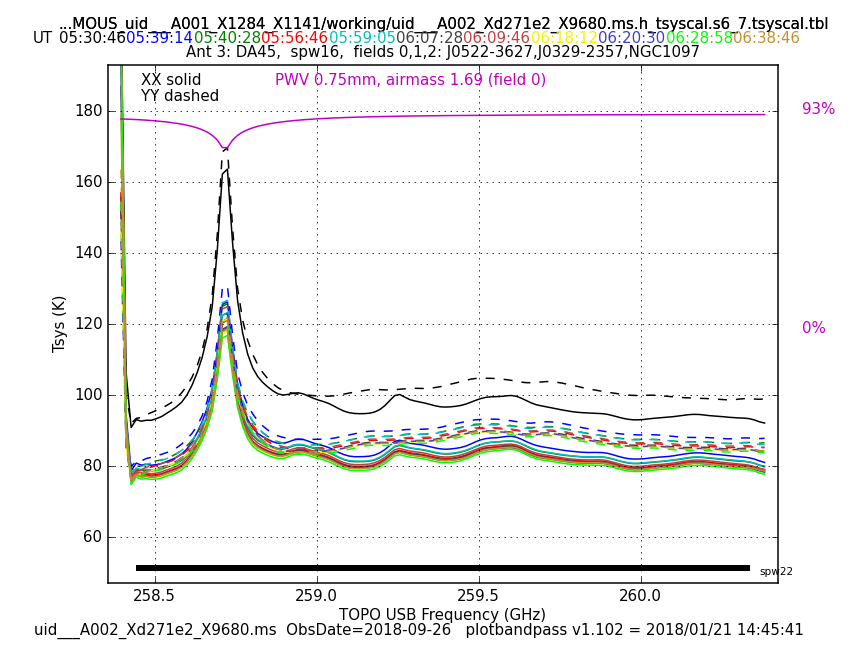 ...MOUS_uid___A001_X1284_X1141/working/uid___A002_Xd271e2_X9680.ms.h_tsyscal.s6_7.tsyscal.tbl
UT 05:30:46 05:39:14 05:40:28 05:56:46 05:59:05 06:07:28 06:09:46 06:18:12 06:20:30 06:28:58 06:38:46
Ant 3: DA45, spw16, fields 0,1,2: J0522-3627,J0329-2357,NGC1097
XX solid
YY dashed
PWV 0.75mm, airmass 1.69 (field 0)
93%
0%
180
160
140
120
100
80
60
Tsys (K)
spw22
258.5 259.0 259.5 260.0
TOPO USB Frequency (GHz)
uid___A002_Xd271e2_X9680.ms ObsDate=2018-09-26 plotbandpass v1.102 = 2018/01/21 14:45:41